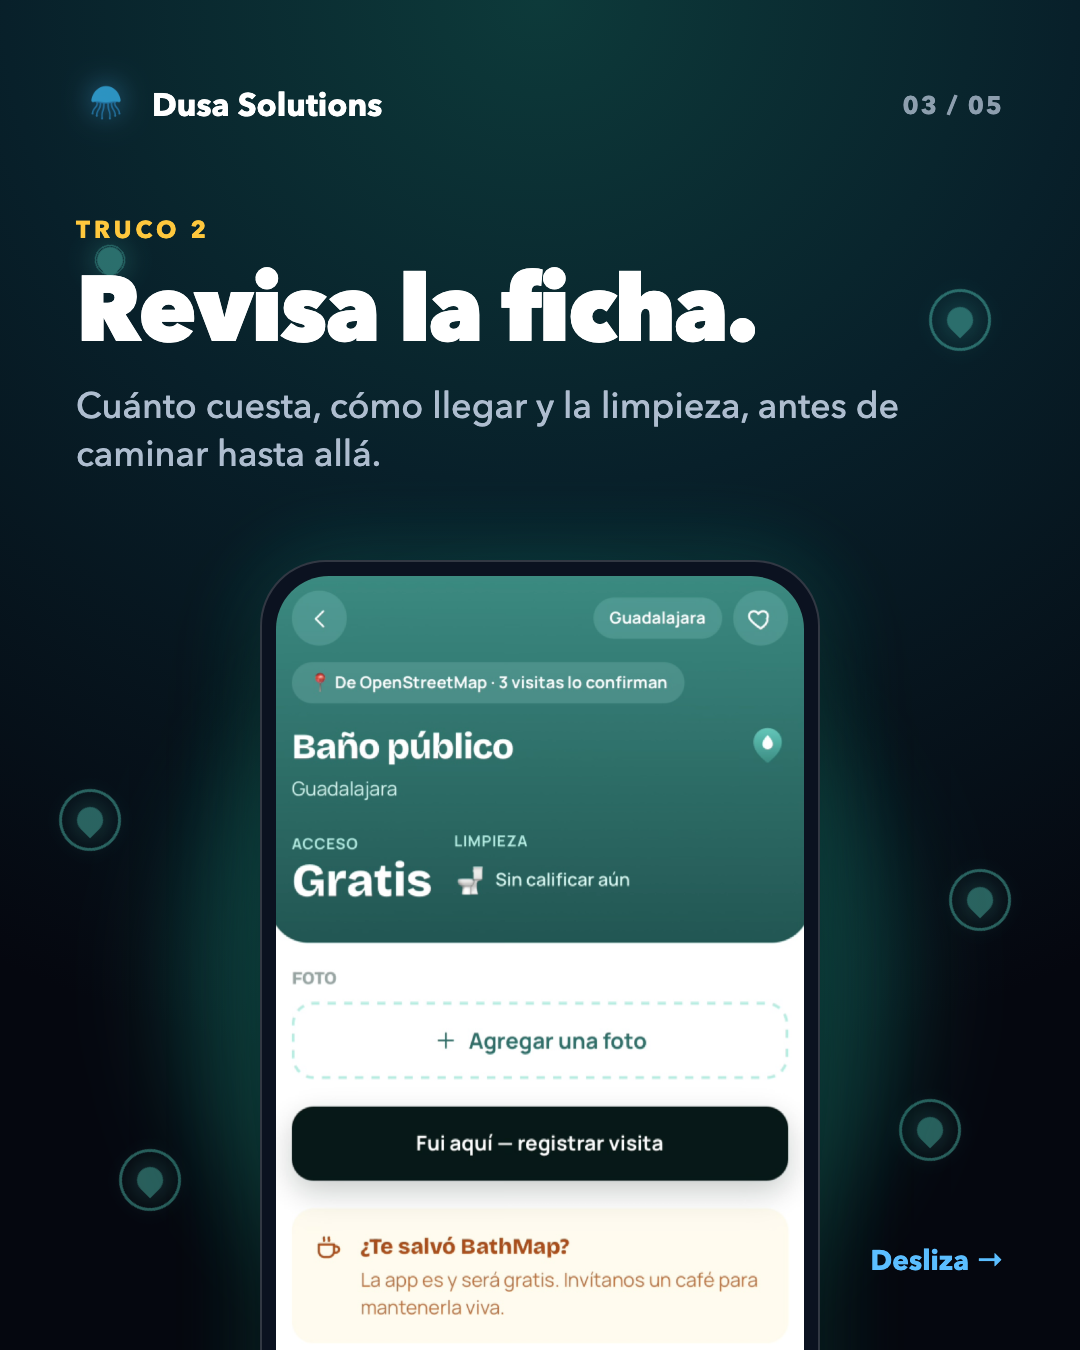 Dusa Solutions
03 / 05
TRUCO 2
Revisa la ficha.
Cuánto cuesta, cómo llegar y la limpieza, antes de
caminar hasta allá.
Guadalajara
De OpenStreetMap · 3 visitas lo confirman
Baño público
Guadalajara
ACCESO
Gratis
LIMPIEZA
Sin calificar aún
FOTO
+ Agregar una foto
Fui aquí — registrar visita
¿Te salvó BathMap?
La app es y será gratis. Invítanos un café para
mantenerla viva.
Desliza →